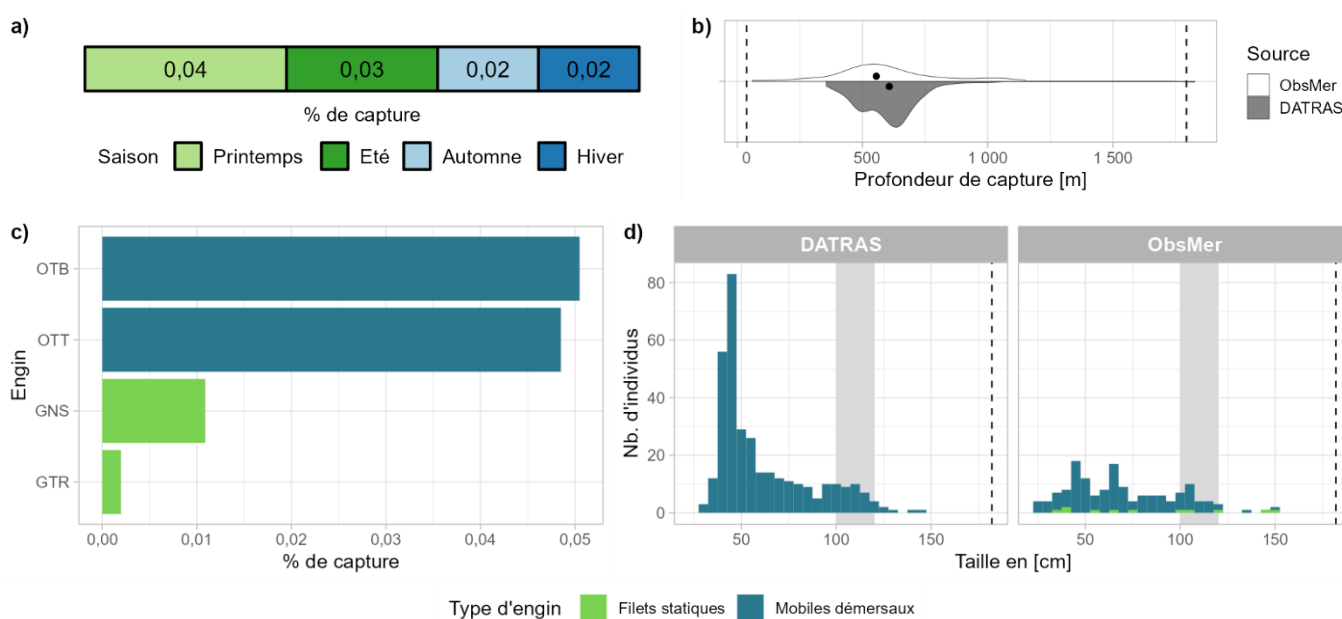 a)
0,04 0,03 0,02 0,02
% de capture
Saison Printemps Eté Automne Hiver
b)
0 500 1 000 1 500
Profondeur de capture [m]
Source
ObsMer
DATRAS
c)
Engin
OTB
OTT
GNS
GTR
0,00 0,01 0,02 0,03 0,04 0,05
% de capture
d)
DATRAS ObsMer
Nb. d'individus
80
60
40
20
0
50 100 150 50 100 150
Taille en [cm]
Type d'engin Filets statiques Mobiles démersaux